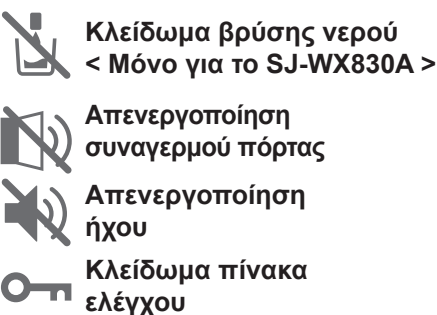 Κλείδωμα βρύσης νερού
< Μόνο για το SJ-WX830A >
Απενεργοποίηση
συναγερμού πόρτας
Απενεργοποίηση
ήχου
Κλείδωμα πίνακα
ελέγχου